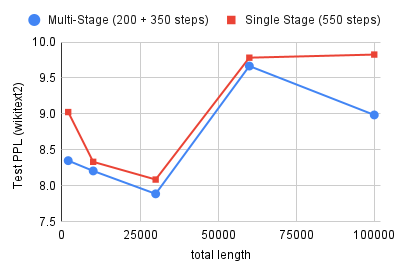 Multi-Stage (200 + 350 steps) Single Stage (550 steps)
10.0
9.5
9.0
8.5
8.0
7.5
Test PPL (wikitext2)
0 25000 50000 75000 100000
total length